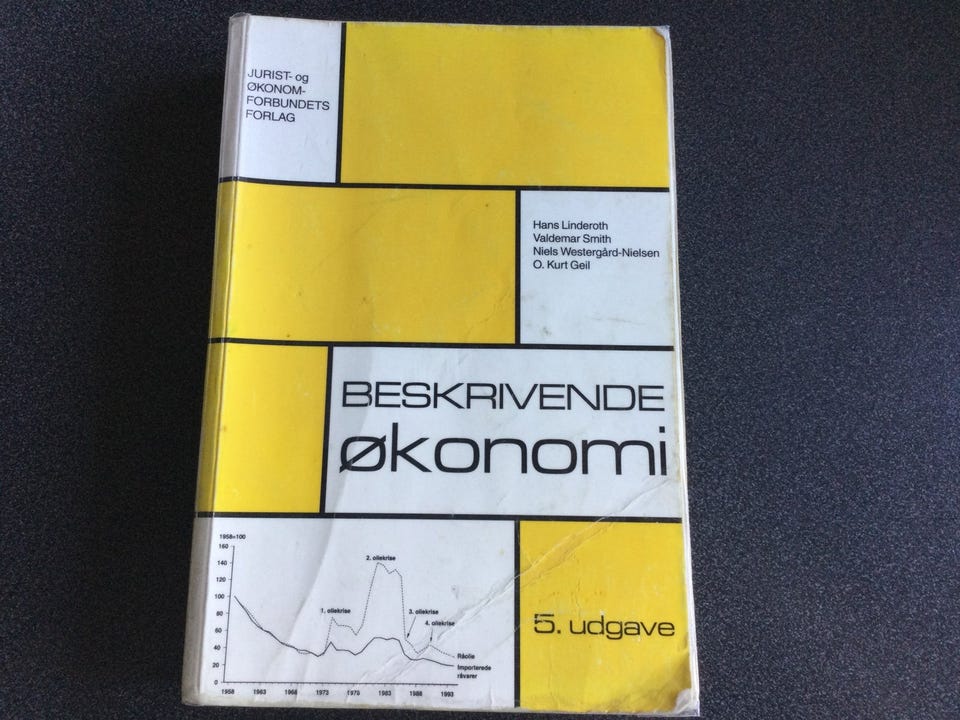 JURIST- og
ØKONOM-
FORBUNDETS
FORLAG
Hans Linderoth
Valdemar Smith
Niels Westergård-Nielsen
O. Kurt Geil
BESKRIVENDE
økonomi
1958=100
160
140
120
100
80
60
40
20
0
2. oliekrise
1. oliekrise
3. oliekrise
4. oliekrise
Råolie
Importerede
råvarer
1958 1963 1968 1973 1979 1983 1988 1993
5. udgave